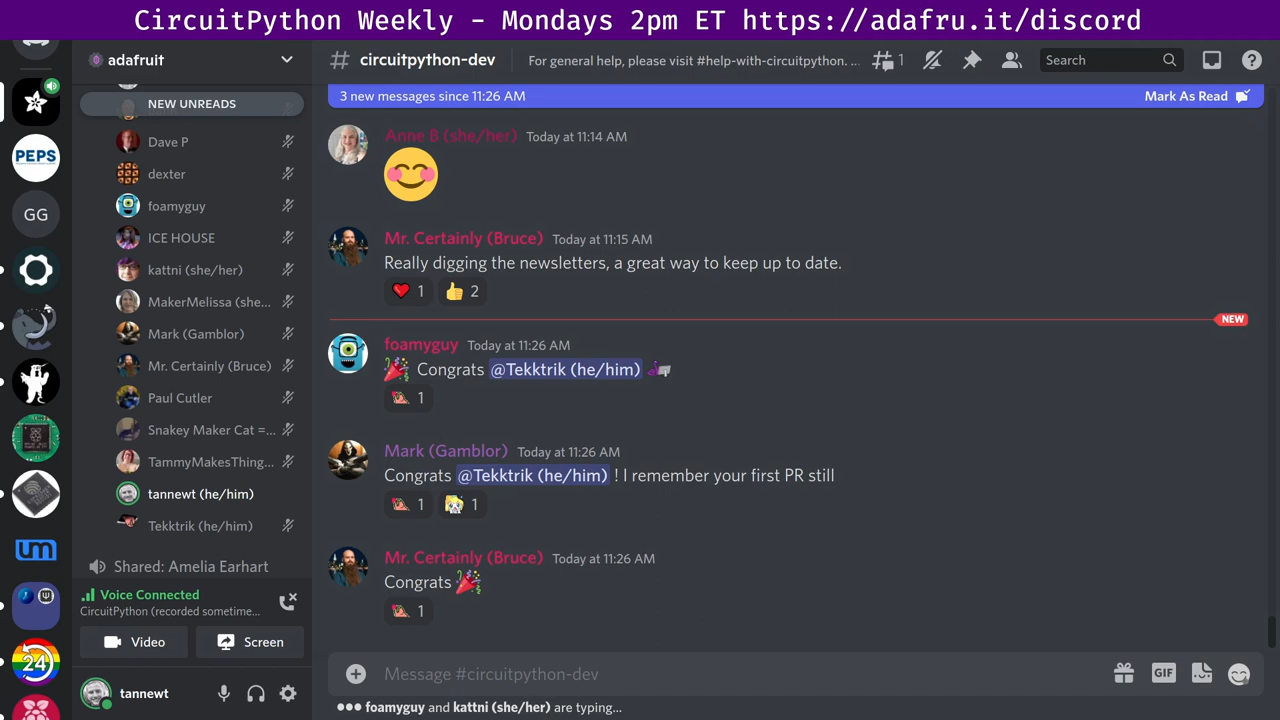 CircuitPython Weekly - Mondays 2pm ET https://adafru.it/discord
adafruit
# circuitpython-dev
For general help, please visit #help-with-circuitpython. ...
1
Search
NEW UNREADS
Dave P
dexter
foamyguy
ICE HOUSE
kattni (she/her)
MakerMelissa (she...
Mark (Gamblor)
Mr. Certainly (Bruce)
Paul Cutler
Snakey Maker Cat =...
TammyMakesThing...
tannewt (he/him)
Tekktrik (he/him)
Shared: Amelia Earhart
Voice Connected
CircuitPython (recorded sometime...
Video
Screen
tannewt
PEPS
GG
24
3 new messages since 11:26 AM
Mark As Read
Anne B (she/her) Today at 11:14 AM
Mr. Certainly (Bruce) Today at 11:15 AM
Really digging the newsletters, a great way to keep up to date.
1 2
NEW
foamyguy Today at 11:26 AM
Congrats @Tekktrik (he/him)
1
Mark (Gamblor) Today at 11:26 AM
Congrats @Tekktrik (he/him) ! I remember your first PR still
1 1
Mr. Certainly (Bruce) Today at 11:26 AM
Congrats
1
Message #circuitpython-dev
GIF
foamyguy and kattni (she/her) are typing...